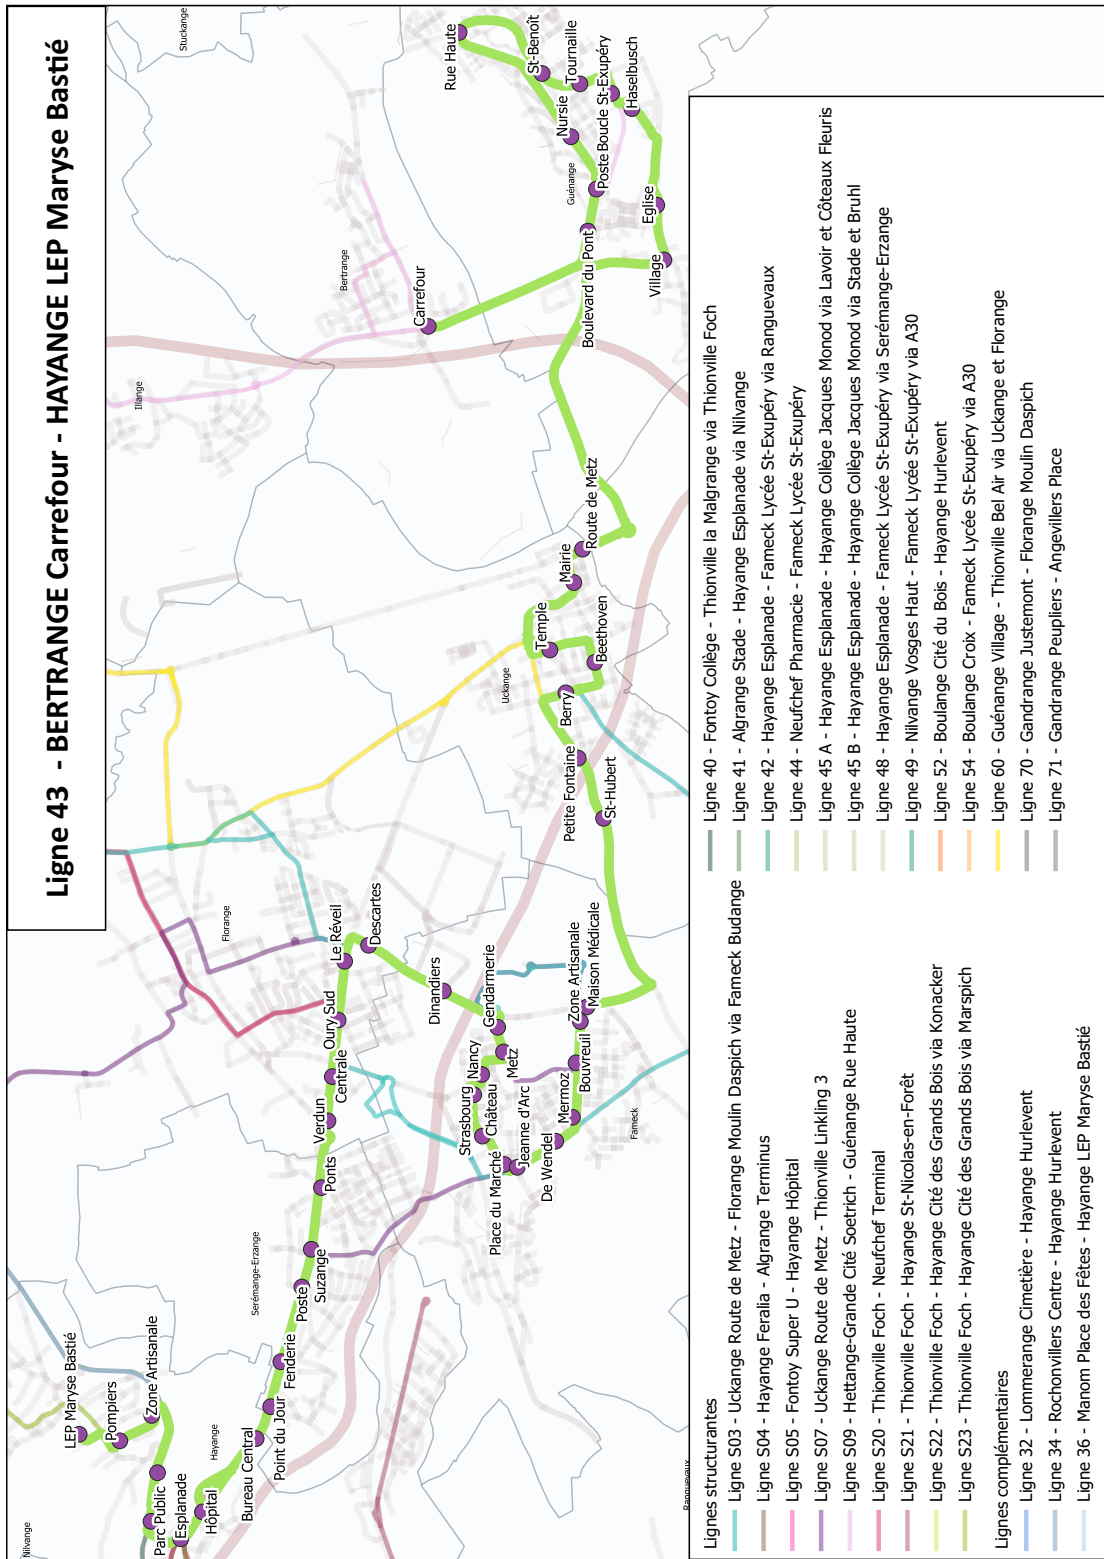 Ligne 43 - BERTRANGE Carrefour - HAYANGE LEP Maryse Bastié
Stuckange
Rue Haute
St-Benoît
Tournaille
Boucle St-Exupéry
Haselbusch
Nursie
Poste
Guénange
Eglise
Village
Boulevard du Pont
Carrefour
Bertrange
Illange
Route de Metz
Mairie
Temple
Beethoven
Berry
Uckange
Petite Fontaine
St-Hubert
Maison Médicale
Zone Artisanale
Bouvreuil
Mermoz
De Wendel
Fameck
Jeanne d'Arc
Place du Marché
Château
Strasbourg
Nancy
Metz
Gendarmerie
Dinandiers
Descartes
Le Réveil
Florange
Oury Sud
Centrale
Verdun
Ponts
Suzange
Poste
Serémange-Erzange
Fenderie
Point du Jour
Bureau Central
Hayange
Hôpital
Esplanade
Parc Public
Zone Artisanale
Pompiers
LEP Maryse Bastié
Nilvange
Ranguevaux
Lignes structurantes
Ligne S03 - Uckange Route de Metz - Florange Moulin Daspich via Fameck Budange
Ligne S04 - Hayange Feralia - Algrange Terminus
Ligne S05 - Fontoy Super U - Hayange Hôpital
Ligne S07 - Uckange Route de Metz - Thionville Linkling 3
Ligne S09 - Hettange-Grande Cité Soetrich - Guénange Rue Haute
Ligne S20 - Thionville Foch - Neufchef Terminal
Ligne S21 - Thionville Foch - Hayange St-Nicolas-en-Forêt
Ligne S22 - Thionville Foch - Hayange Cité des Grands Bois via Konacker
Ligne S23 - Thionville Foch - Hayange Cité des Grands Bois via Marspich
Lignes complémentaires
Ligne 32 - Lommerange Cimetière - Hayange Hurlevent
Ligne 34 - Rochonvillers Centre - Hayange Hurlevent
Ligne 36 - Manom Place des Fêtes - Hayange LEP Maryse Bastié
Ligne 40 - Fontoy Collège - Thionville la Malgrange via Thionville Foch
Ligne 41 - Algrange Stade - Hayange Esplanade via Nilvange
Ligne 42 - Hayange Esplanade - Fameck Lycée St-Exupéry via Ranguevaux
Ligne 44 - Neufchef Pharmacie - Fameck Lycée St-Exupéry
Ligne 45 A - Hayange Esplanade - Hayange Collège Jacques Monod via Lavoir et Côteaux Fleuris
Ligne 45 B - Hayange Esplanade - Hayange Collège Jacques Monod via Stade et Bruhl
Ligne 48 - Hayange Esplanade - Fameck Lycée St-Exupéry via Serémange-Erzange
Ligne 49 - Nilvange Vosges Haut - Fameck Lycée St-Exupéry via A30
Ligne 52 - Boulange Cité du Bois - Hayange Hurlevent
Ligne 54 - Boulange Croix - Fameck Lycée St-Exupéry via A30
Ligne 60 - Guénange Village - Thionville Bel Air via Uckange et Florange
Ligne 70 - Gandrange Justemont - Florange Moulin Daspich
Ligne 71 - Gandrange Peupliers - Angevillers Place